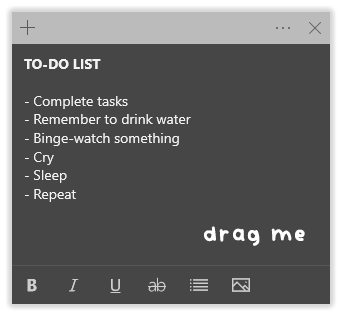 TO-DO LIST
- Complete tasks
- Remember to drink water
- Binge-watch something
- Cry
- Sleep
- Repeat
drag me
B I U ab